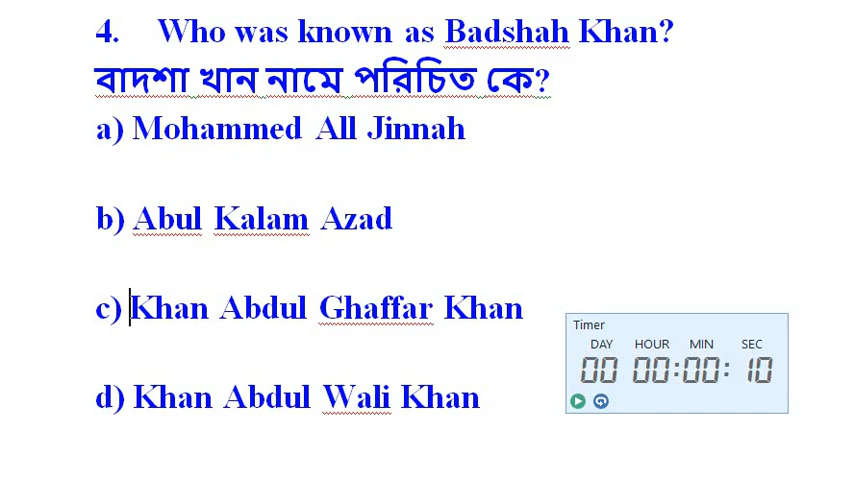 4. Who was known as Badshah Khan?
বাদশা খান নামে পরিচিত কে?
a) Mohammed All Jinnah
b) Abul Kalam Azad
c) Khan Abdul Ghaffar Khan
d) Khan Abdul Wali Khan
Timer
DAY HOUR MIN SEC
00 00:00: 10